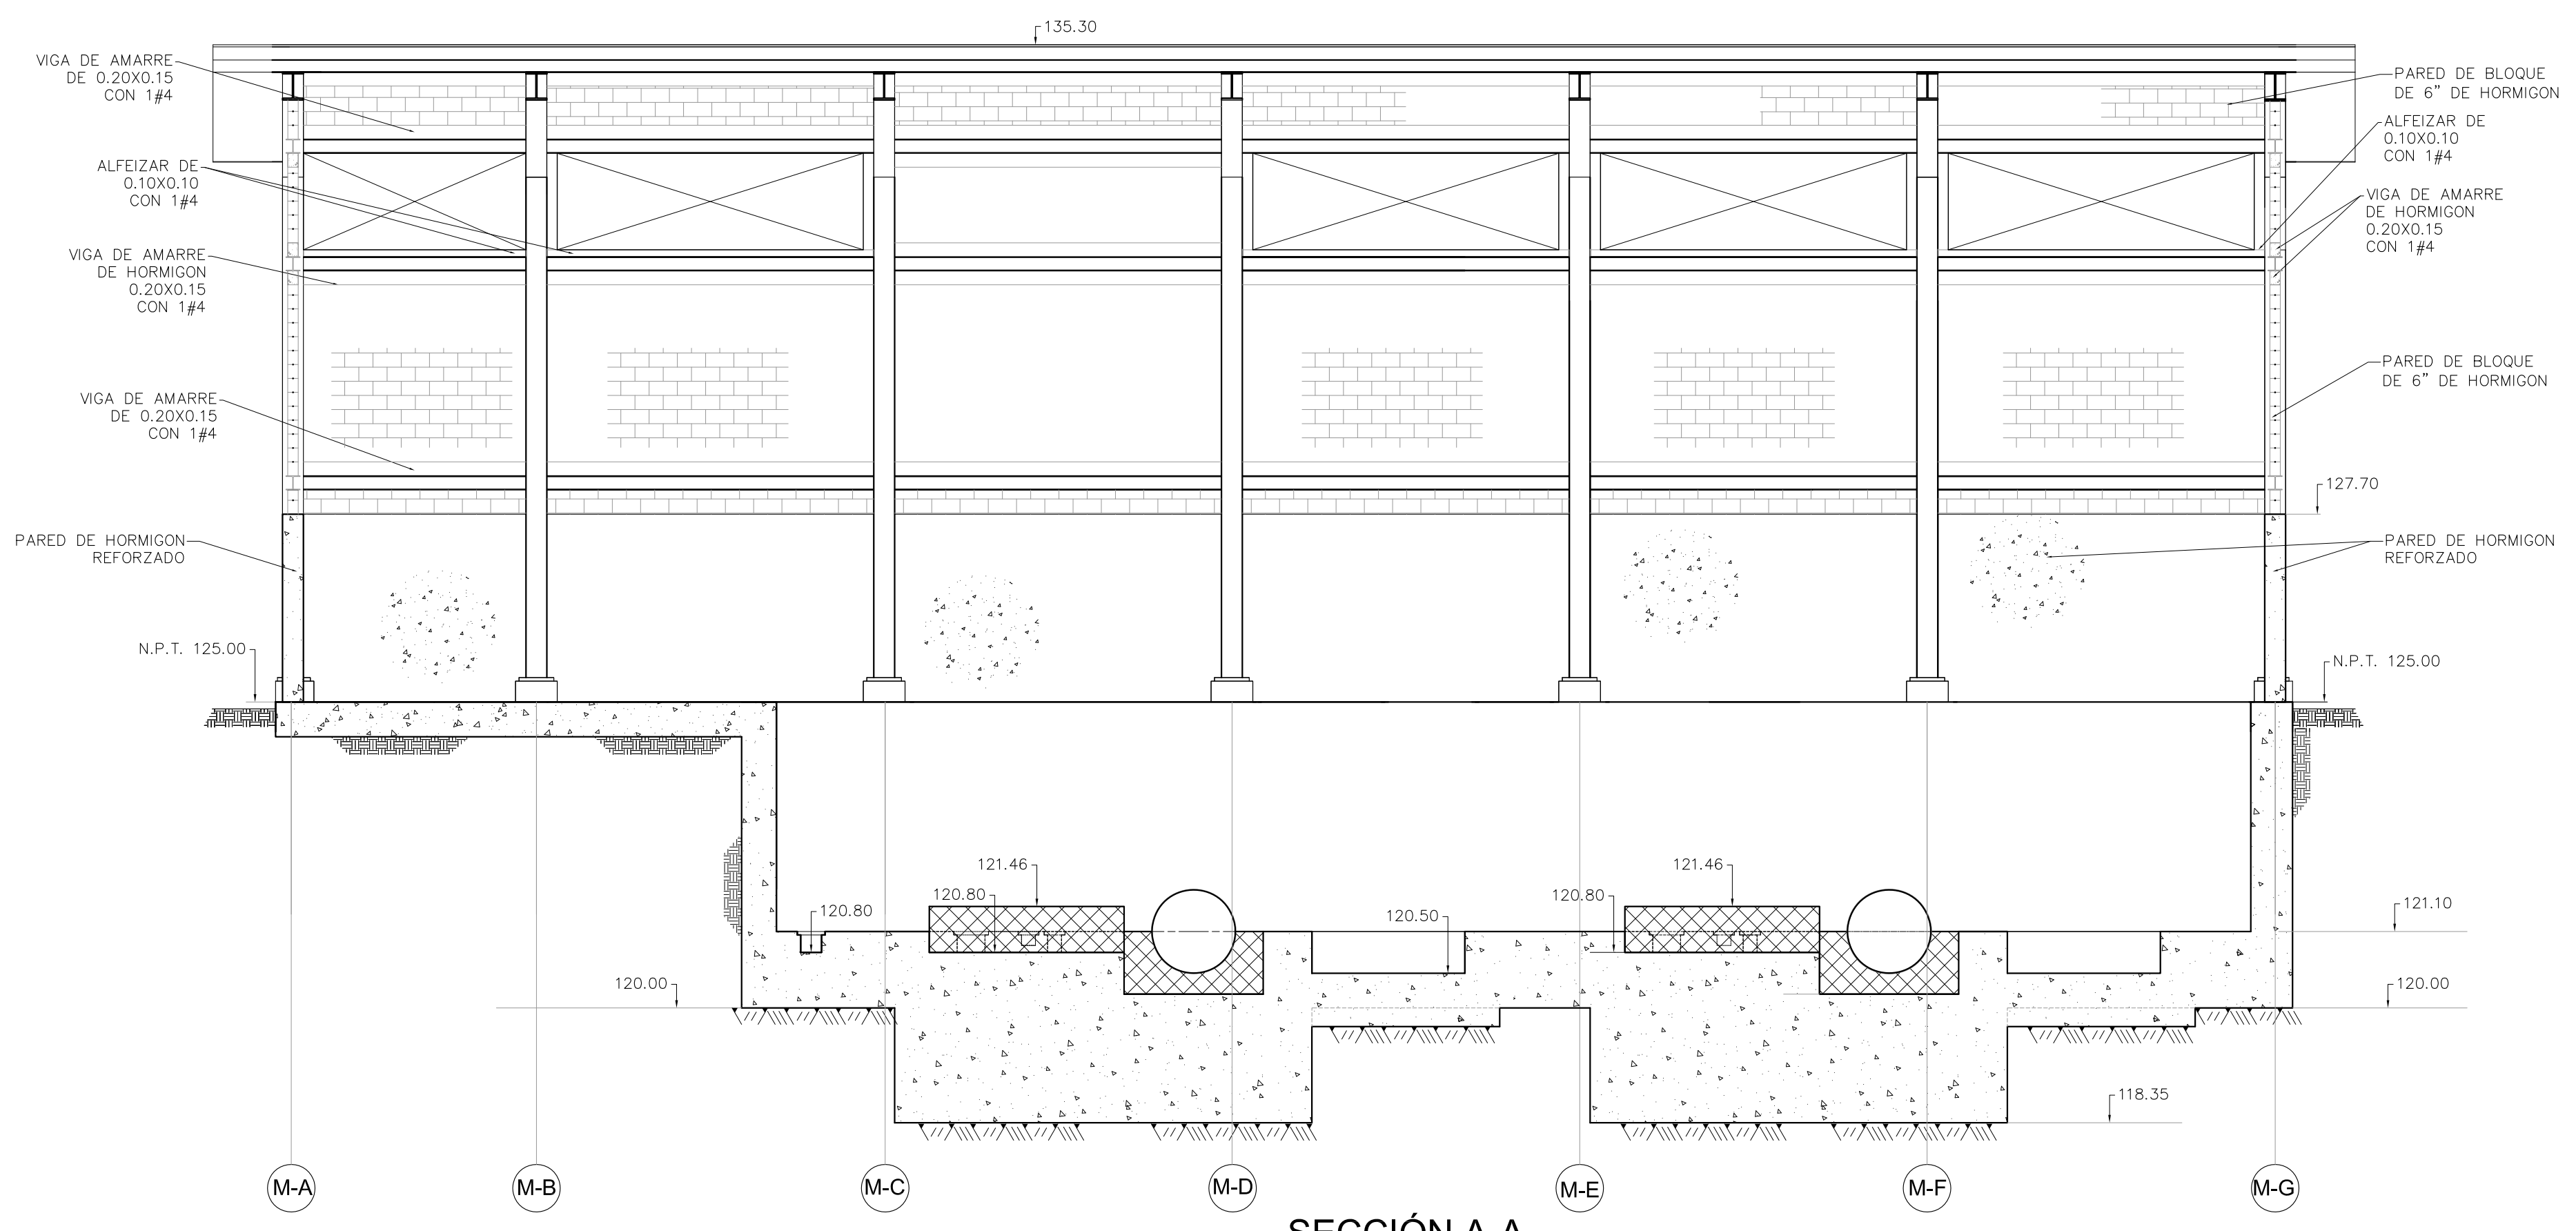 135.30
VIGA DE AMARRE
DE 0.20X0.15
CON 1#4
PARED DE BLOQUE
DE 6” DE HORMIGON
ALFEIZAR DE
0.10X0.10
CON 1#4
ALFEIZAR DE
0.10X0.10
CON 1#4
VIGA DE AMARRE
DE HORMIGON
0.20X0.15
CON 1#4
VIGA DE AMARRE
DE HORMIGON
0.20X0.15
CON 1#4
PARED DE BLOQUE
DE 6” DE HORMIGON
VIGA DE AMARRE
DE 0.20X0.15
CON 1#4
127.70
PARED DE HORMIGON
REFORZADO
PARED DE HORMIGON
REFORZADO
N.P.T. 125.00
N.P.T. 125.00
121.46
121.46
120.80
120.80
120.80
120.50
121.10
120.00
120.00
118.35
M-A
M-B
M-C
M-D
M-E
M-F
M-G
SECCIÓN A-A